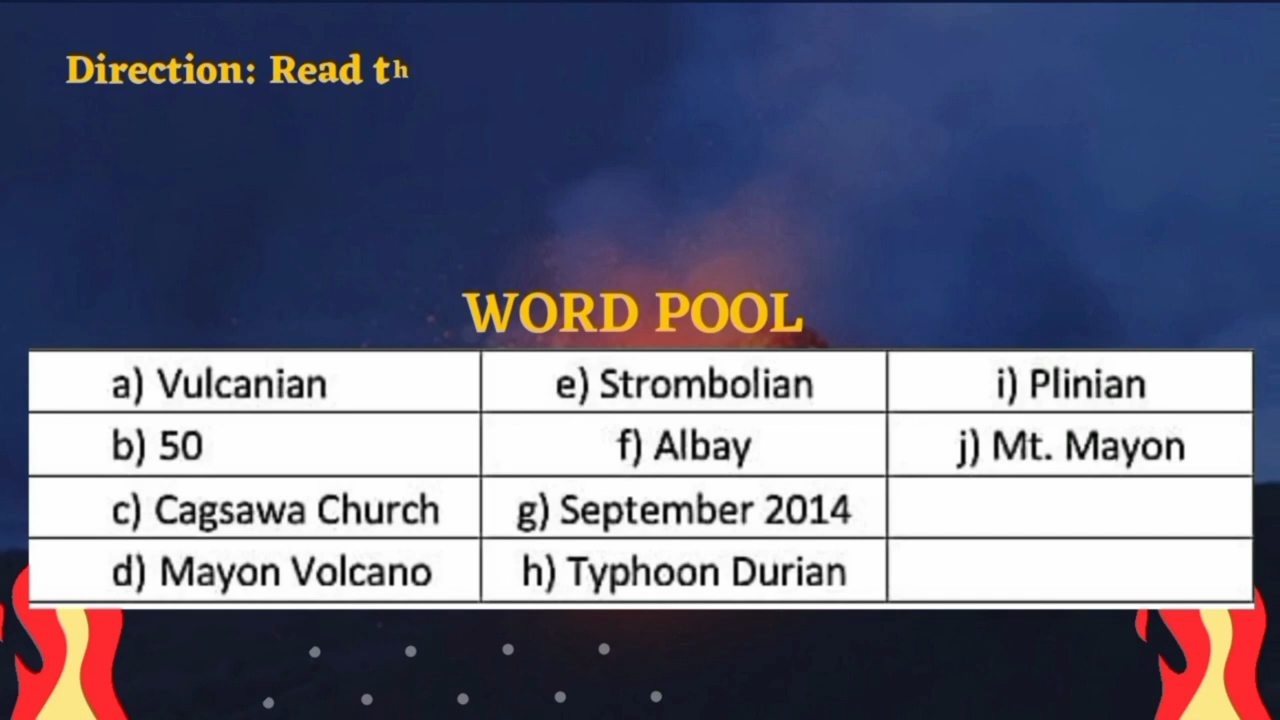 Direction: Read th
WORD POOL
a) Vulcanian e) Strombolian i) Plinian
b) 50 f) Albay j) Mt. Mayon
c) Cagsawa Church g) September 2014
d) Mayon Volcano h) Typhoon Durian